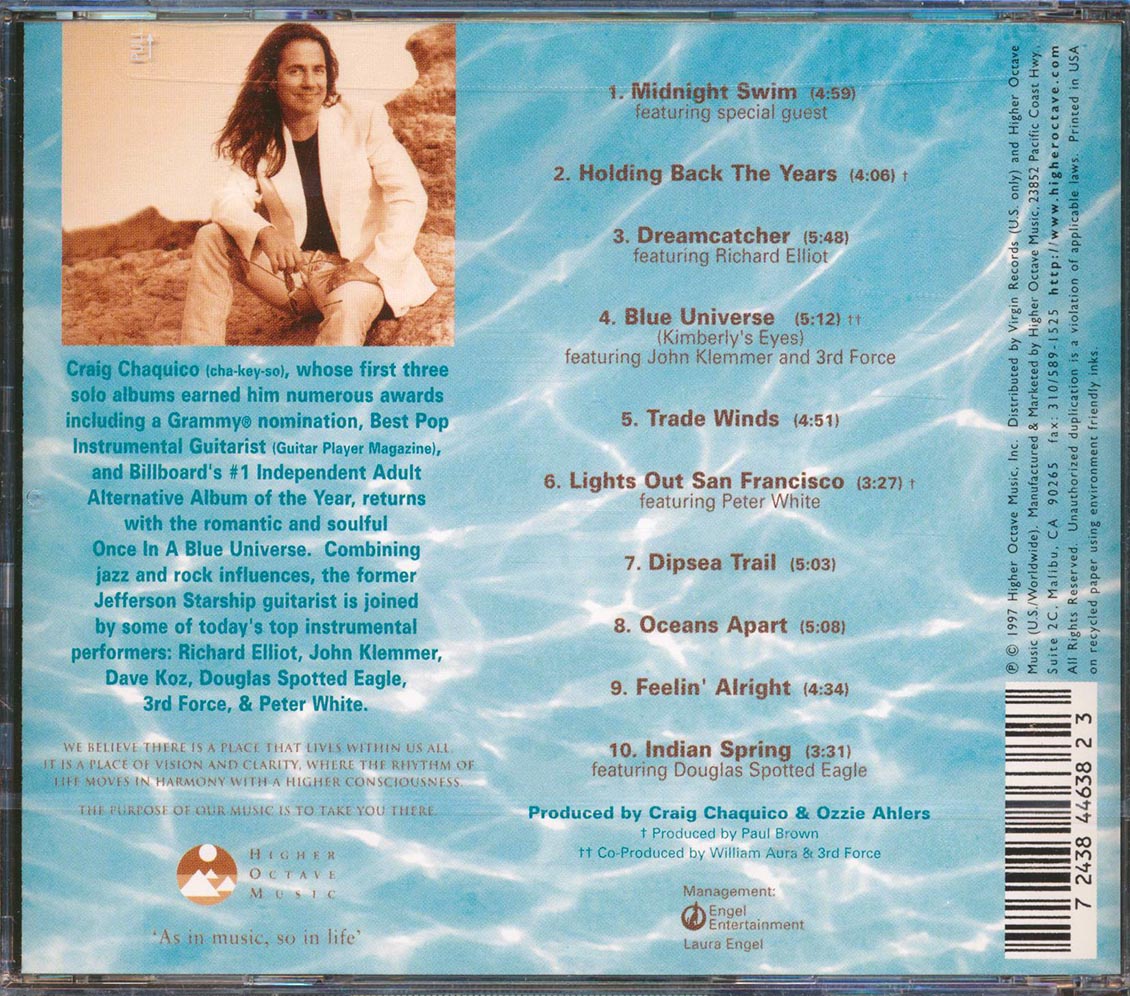 Craig Chaquico (cha-key-so), whose first three
solo albums earned him numerous awards
including a Grammy® nomination, Best Pop
Instrumental Guitarist (Guitar Player Magazine),
and Billboard's #1 Independent Adult
Alternative Album of the Year, returns
with the romantic and soulful
Once In A Blue Universe. Combining
jazz and rock influences, the former
Jefferson Starship guitarist is joined
by some of today's top instrumental
performers: Richard Elliot, John Klemmer,
Dave Koz, Douglas Spotted Eagle,
3rd Force, & Peter White.
WE BELIEVE THERE IS A PLACE THAT LIVES WITHIN US ALL.
IT IS A PLACE OF VISION AND CLARITY, WHERE THE RHYTHM OF
LIFE MOVES IN HARMONY WITH A HIGHER CONSCIOUSNESS.
THE PURPOSE OF OUR MUSIC IS TO TAKE YOU THERE.
HIGHER
OCTAVE
MUSIC
'As in music, so in life'
1. Midnight Swim (4:59)
featuring special guest
2. Holding Back The Years (4:06) †
3. Dreamcatcher (5:48)
featuring Richard Elliot
4. Blue Universe (5:12) ††
(Kimberly's Eyes)
featuring John Klemmer and 3rd Force
5. Trade Winds (4:51)
6. Lights Out San Francisco (3:27) †
featuring Peter White
7. Dipsea Trail (5:03)
8. Oceans Apart (5:08)
9. Feelin' Alright (4:34)
10. Indian Spring (3:31)
featuring Douglas Spotted Eagle
Produced by Craig Chaquico & Ozzie Ahlers
† Produced by Paul Brown
†† Co-Produced by William Aura & 3rd Force
Management:
Engel
Entertainment
Laura Engel
℗ © 1997 Higher Octave Music, Inc. Distributed by Virgin Records (U.S. only) and Higher Octave
Music (U.S./Worldwide). Manufactured & Marketed by Higher Octave Music, 23852 Pacific Coast Hwy.
Suite 2C, Malibu, CA 90265 fax: 310/589-1525 http://www.higheroctave.com
All Rights Reserved. Unauthorized duplication is a violation of applicable laws. Printed in USA
on recycled paper using environment friendly inks.
7 24384 46382 3